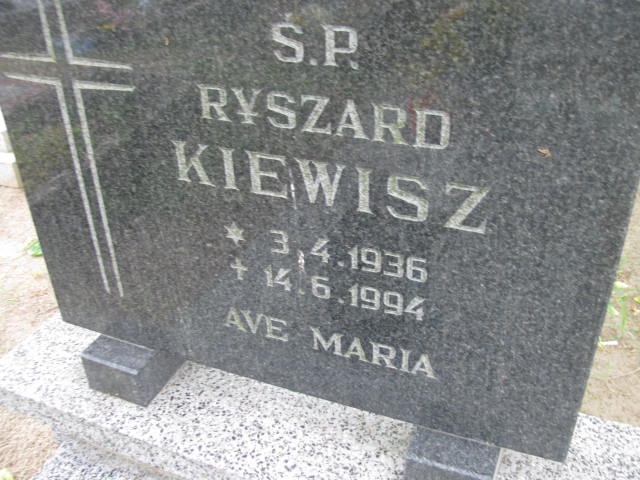 Ś.P.
RYSZARD
KIEWISZ
* 3.4.1936
✝ 14.6.1994
AVE MARIA